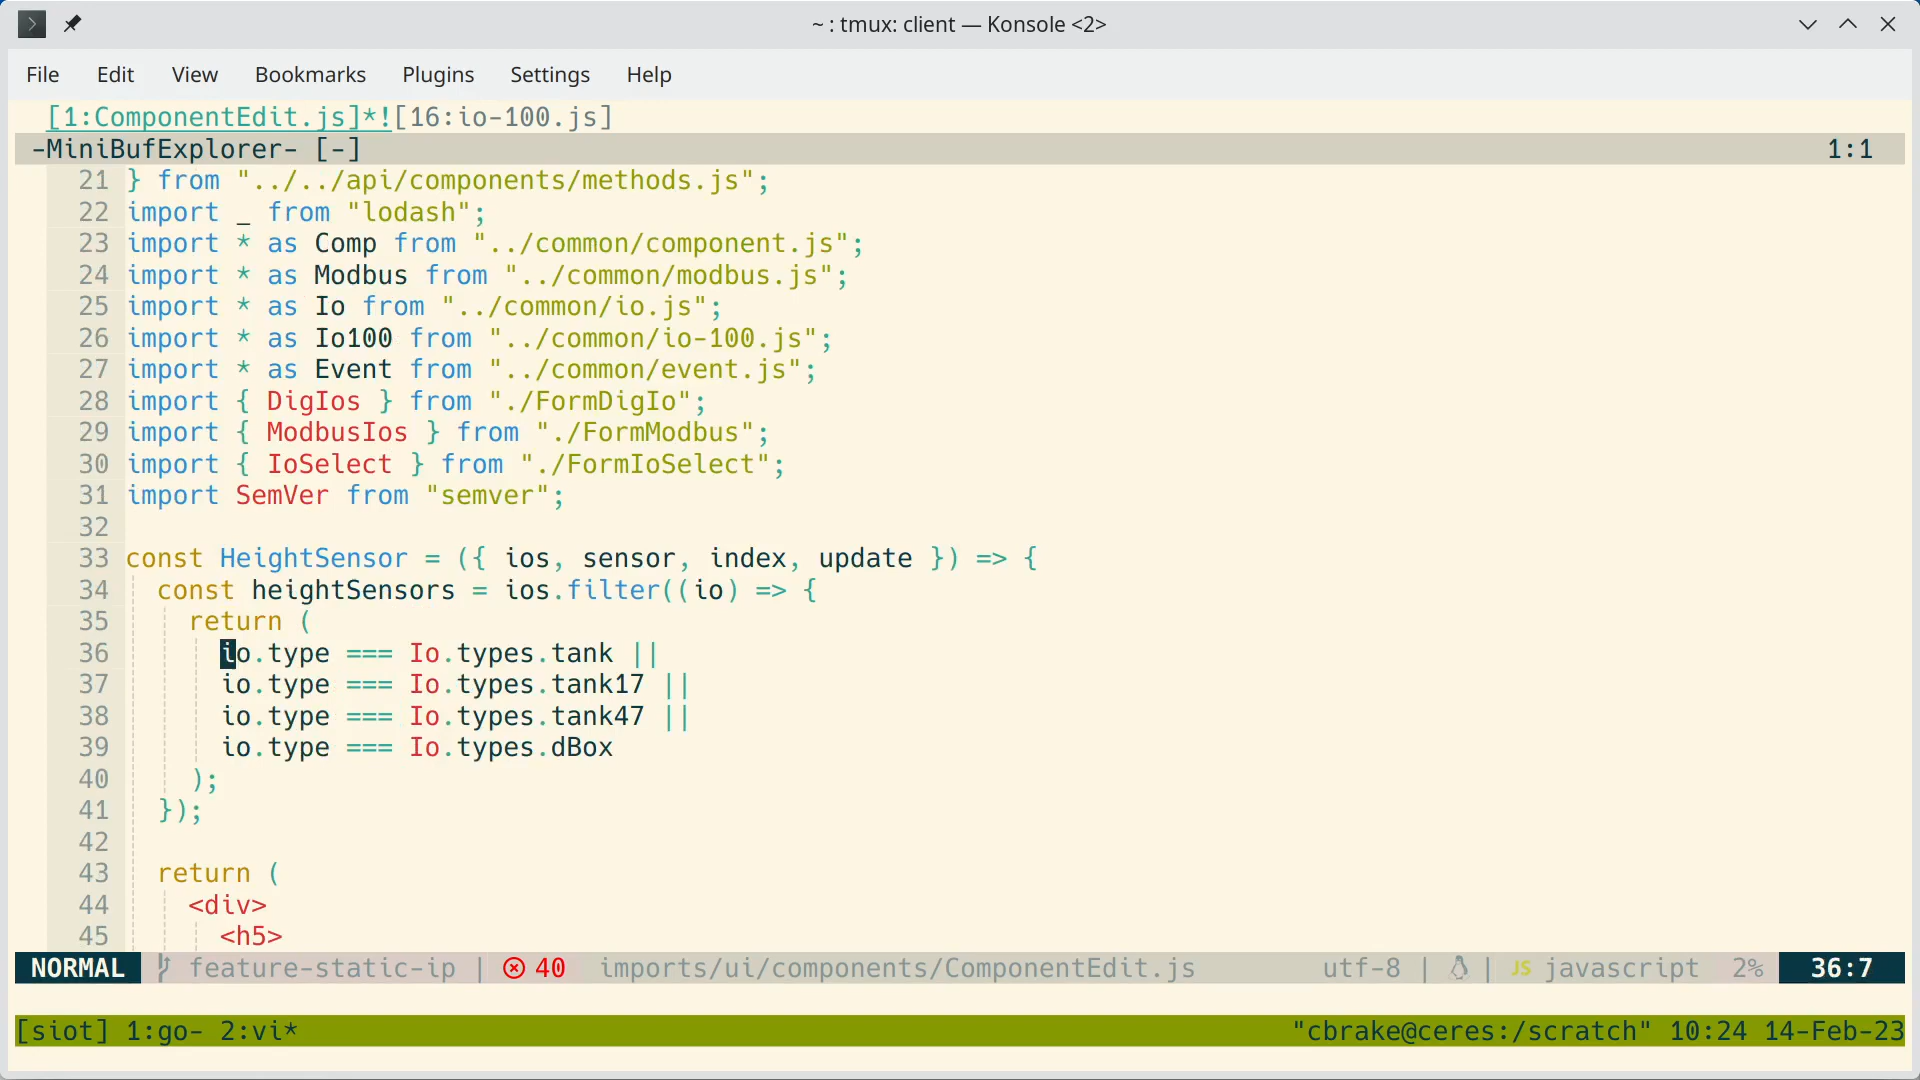 ~ : tmux: client — Konsole <2>
File Edit View Bookmarks Plugins Settings Help
[1:ComponentEdit.js]*![16:io-100.js]
-MiniBufExplorer- [-] 1:1
21 } from "../../api/components/methods.js";
22 import _ from "lodash";
23 import * as Comp from "../common/component.js";
24 import * as Modbus from "../common/modbus.js";
25 import * as Io from "../common/io.js";
26 import * as Io100 from "../common/io-100.js";
27 import * as Event from "../common/event.js";
28 import { DigIos } from "./FormDigIo";
29 import { ModbusIos } from "./FormModbus";
30 import { IoSelect } from "./FormIoSelect";
31 import SemVer from "semver";
32
33 const HeightSensor = ({ ios, sensor, index, update }) => {
34   const heightSensors = ios.filter((io) => {
35     return (
36       io.type === Io.types.tank ||
37       io.type === Io.types.tank17 ||
38       io.type === Io.types.tank47 ||
39       io.type === Io.types.dBox
40     );
41   });
42
43   return (
44     <div>
45       <h5>
NORMAL feature-static-ip | 40 imports/ui/components/ComponentEdit.js utf-8 | | JS javascript 2% 36:7
[siot] 1:go- 2:vi* "cbrake@ceres:/scratch" 10:24 14-Feb-23